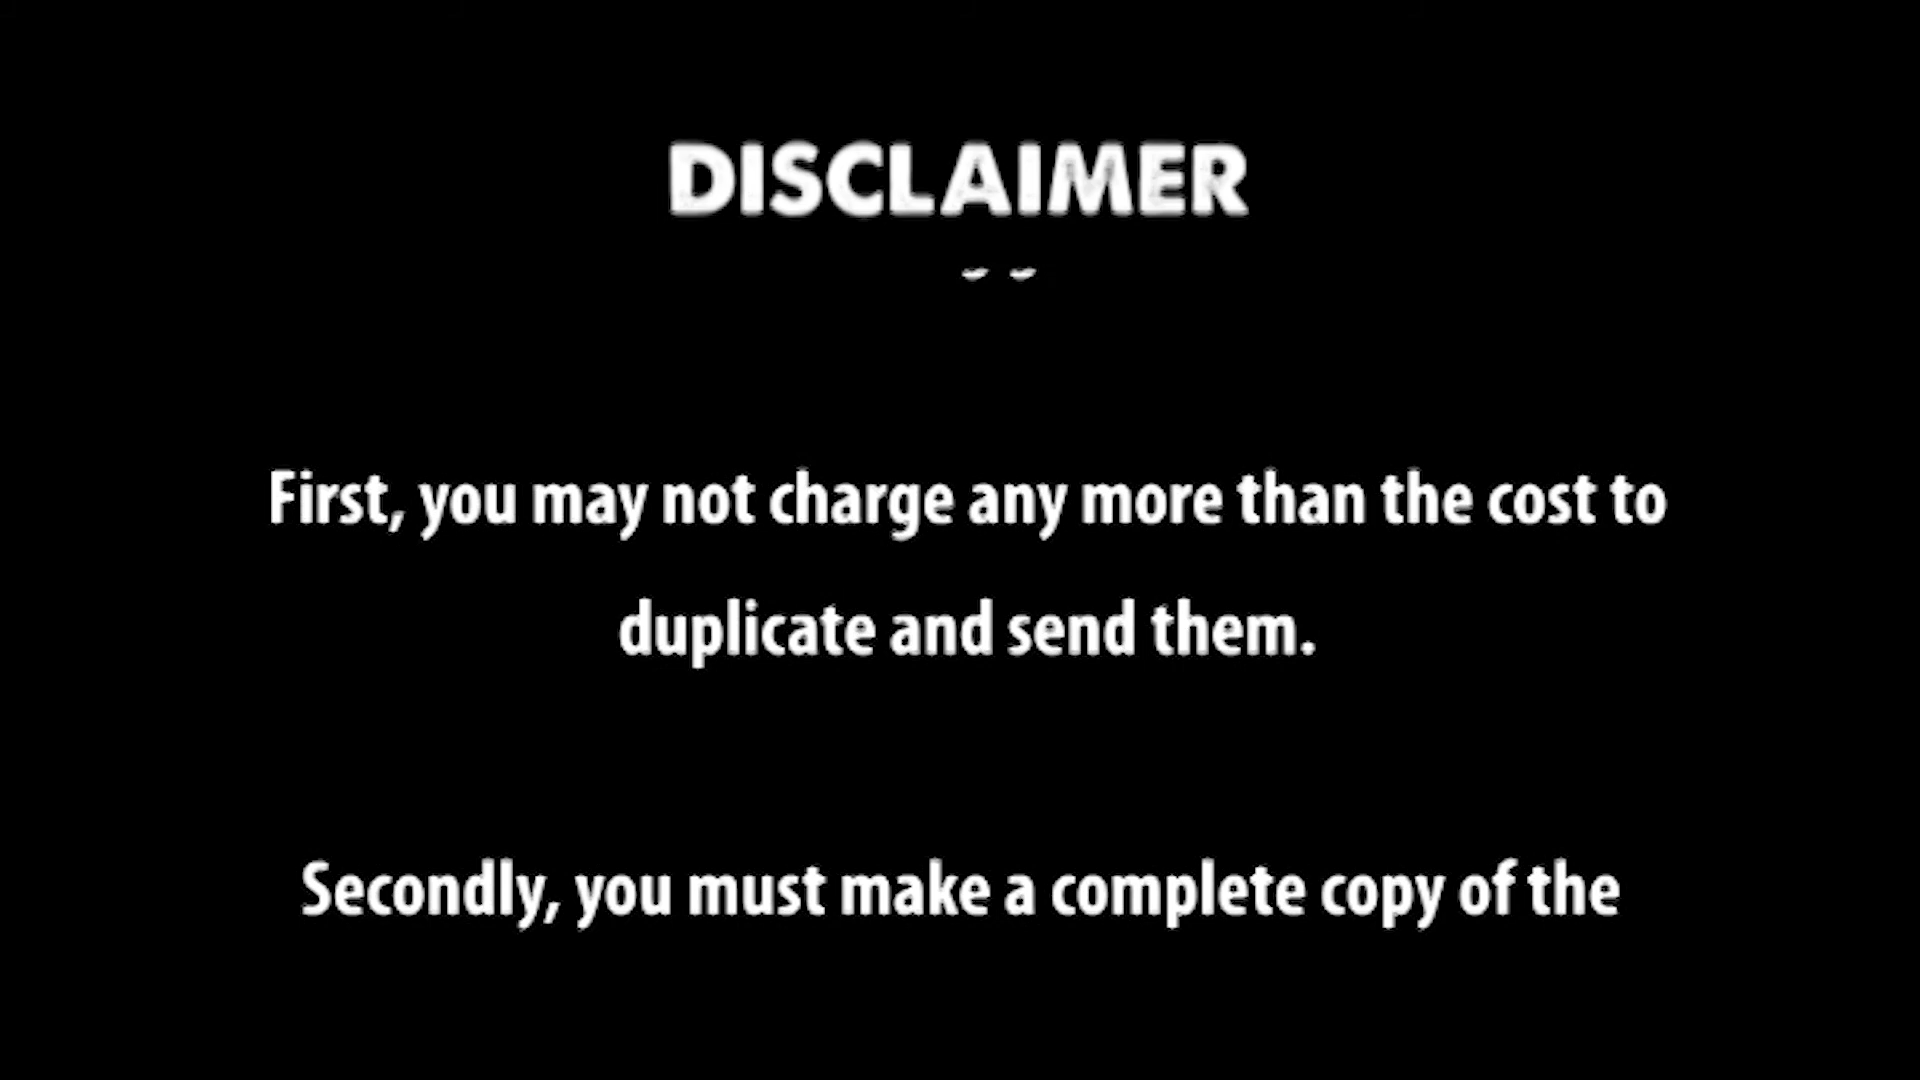 DISCLAIMER
First, you may not charge any more than the cost to
duplicate and send them.
Secondly, you must make a complete copy of the